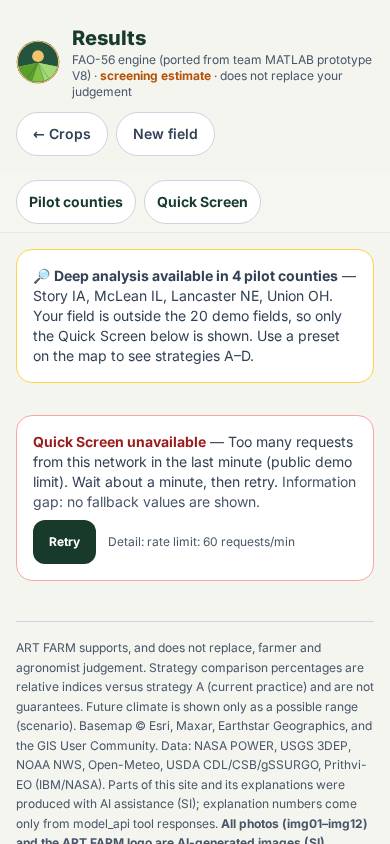 Results
FAO-56 engine (ported from team MATLAB prototype
V8) · screening estimate · does not replace your
judgement
← Crops
New field
Pilot counties
Quick Screen
🔎 Deep analysis available in 4 pilot counties —
Story IA, McLean IL, Lancaster NE, Union OH.
Your field is outside the 20 demo fields, so only
the Quick Screen below is shown. Use a preset
on the map to see strategies A–D.
Quick Screen unavailable — Too many requests
from this network in the last minute (public demo
limit). Wait about a minute, then retry. Information
gap: no fallback values are shown.
Retry
Detail: rate limit: 60 requests/min
ART FARM supports, and does not replace, farmer and
agronomist judgement. Strategy comparison percentages are
relative indices versus strategy A (current practice) and are not
guarantees. Future climate is shown only as a possible range
(scenario). Basemap © Esri, Maxar, Earthstar Geographics, and
the GIS User Community. Data: NASA POWER, USGS 3DEP,
NOAA NWS, Open-Meteo, USDA CDL/CSB/gSSURGO, Prithvi-
EO (IBM/NASA). Parts of this site and its explanations were
produced with AI assistance (SI); explanation numbers come
only from model_api tool responses. All photos (img01–img12)
and the ART FARM logo are AI-generated images (SI)